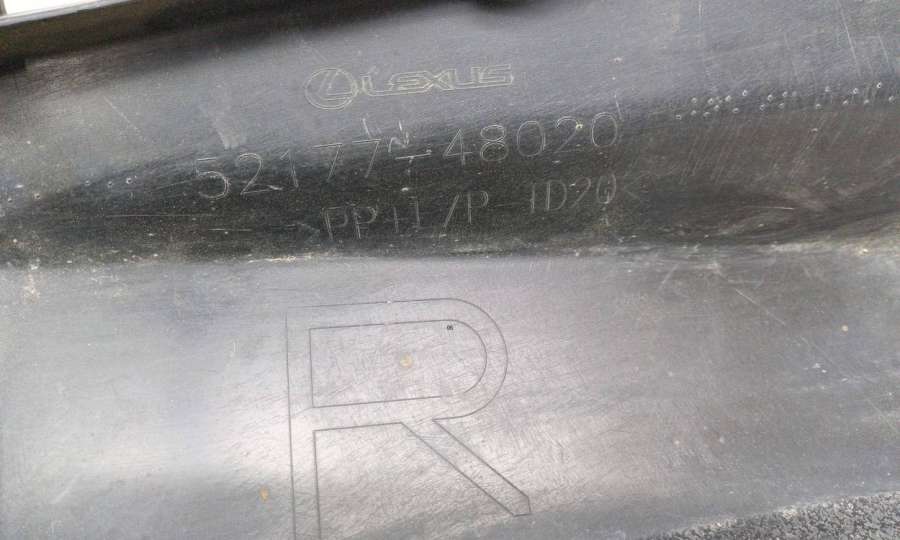 LEXUS
52177-48020
>PP+E/P-TD20<
R